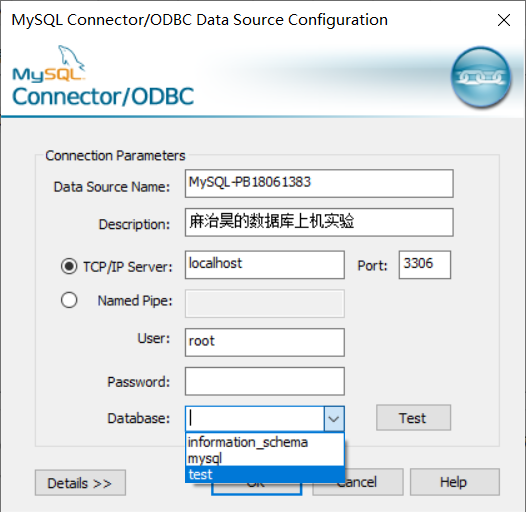 MySQL Connector/ODBC Data Source Configuration
MySQL
Connector/ODBC
Connection Parameters
Data Source Name: MySQL-PB18061383
Description: 麻治昊的数据库上机实验
TCP/IP Server: localhost Port: 3306
Named Pipe:
User: root
Password:
Database: Test
information_schema
mysql
test
Details >> OK Cancel Help